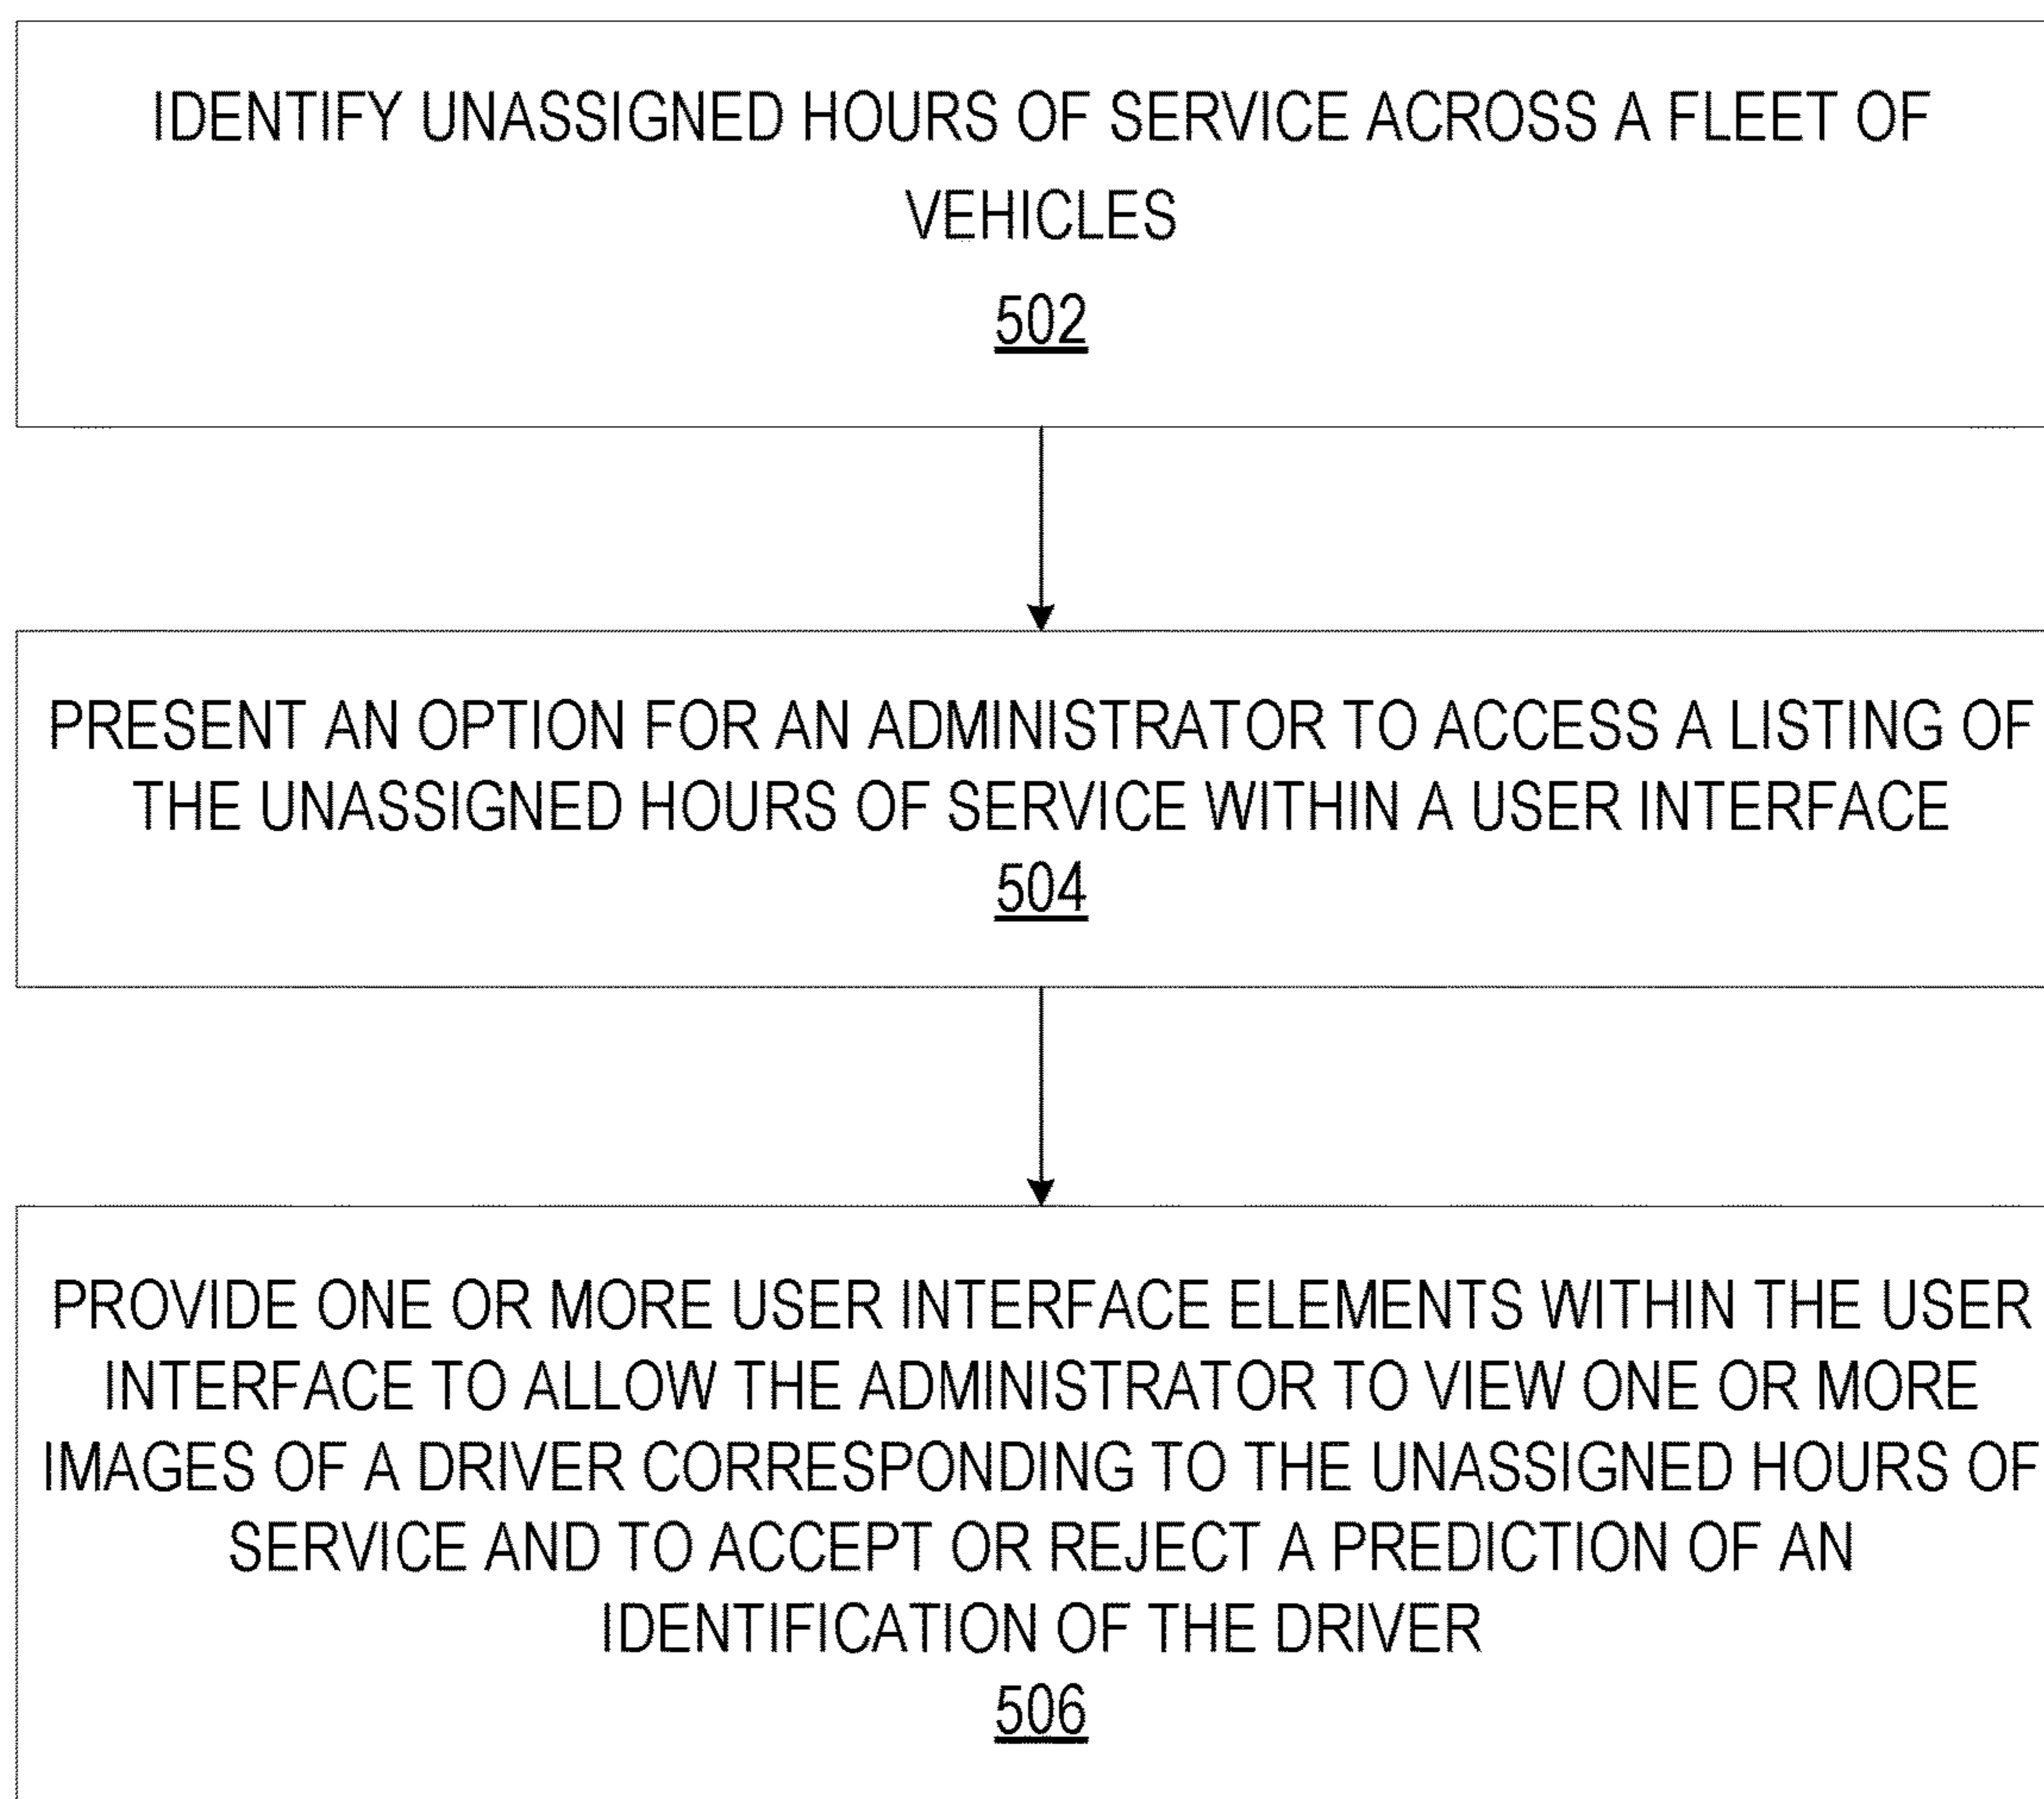 IDENTIFY UNASSIGNED HOURS OF SERVICE ACROSS A FLEET OF
VEHICLES
502
PRESENT AN OPTION FOR AN ADMINISTRATOR TO ACCESS A LISTING OF
THE UNASSIGNED HOURS OF SERVICE WITHIN A USER INTERFACE
504
PROVIDE ONE OR MORE USER INTERFACE ELEMENTS WITHIN THE USER
INTERFACE TO ALLOW THE ADMINISTRATOR TO VIEW ONE OR MORE
IMAGES OF A DRIVER CORRESPONDING TO THE UNASSIGNED HOURS OF
SERVICE AND TO ACCEPT OR REJECT A PREDICTION OF AN
IDENTIFICATION OF THE DRIVER
506